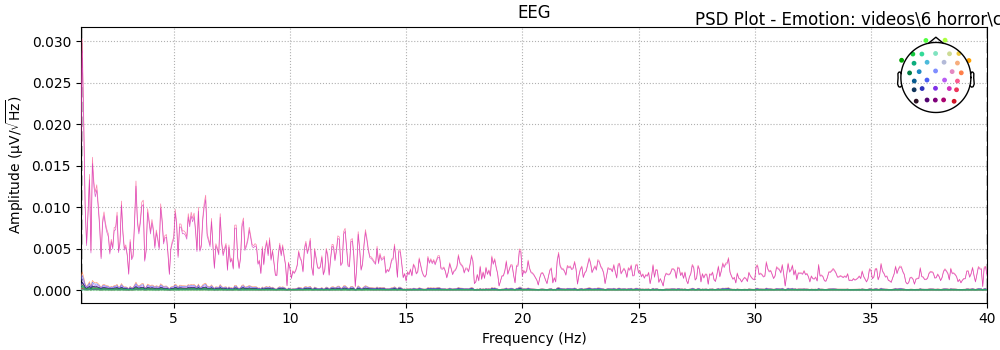 EEG
PSD Plot - Emotion: videos\6 horror\c
0.030
0.025
0.020
0.015
0.010
0.005
0.000
Amplitude (µV/√Hz)
5 10 15 20 25 30 35 40
Frequency (Hz)